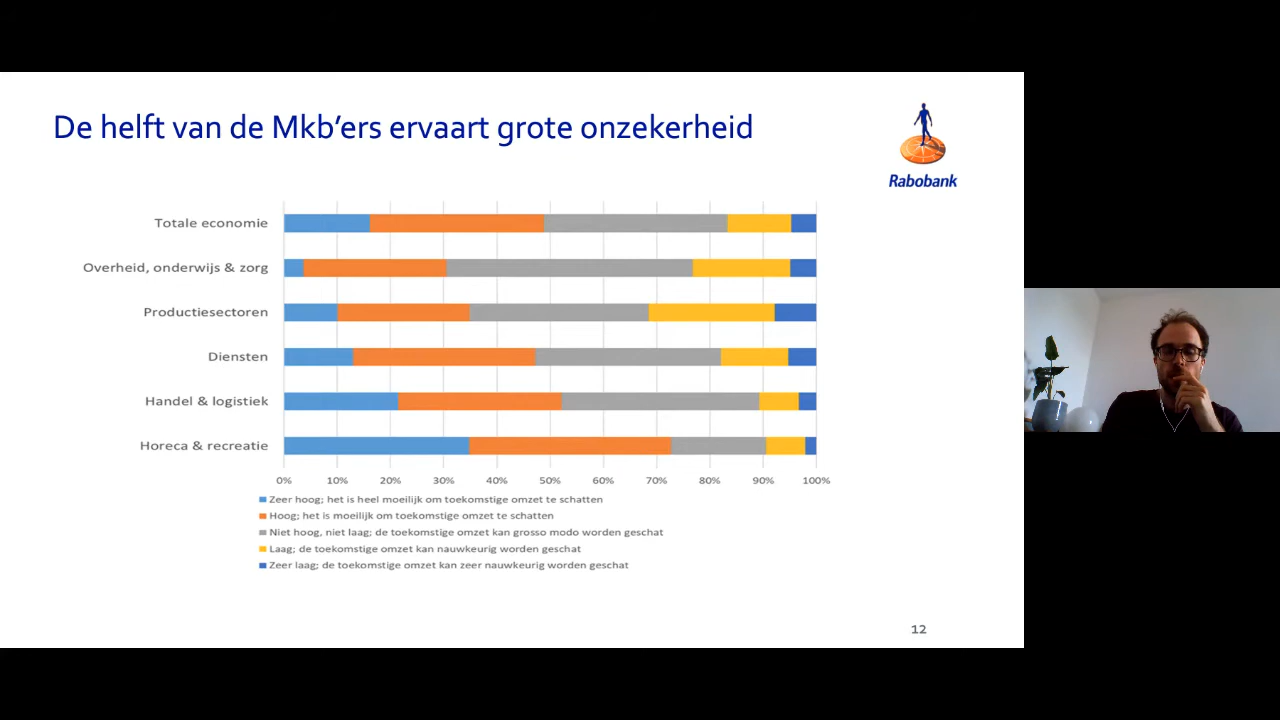 De helft van de Mkb’ers ervaart grote onzekerheid
Rabobank
Totale economie
Overheid, onderwijs & zorg
Productiesectoren
Diensten
Handel & logistiek
Horeca & recreatie
0% 10% 20% 30% 40% 50% 60% 70% 80% 90% 100%
Zeer hoog; het is heel moeilijk om toekomstige omzet te schatten
Hoog; het is moeilijk om toekomstige omzet te schatten
Niet hoog, niet laag; de toekomstige omzet kan grosso modo worden geschat
Laag; de toekomstige omzet kan nauwkeurig worden geschat
Zeer laag; de toekomstige omzet kan zeer nauwkeurig worden geschat
12